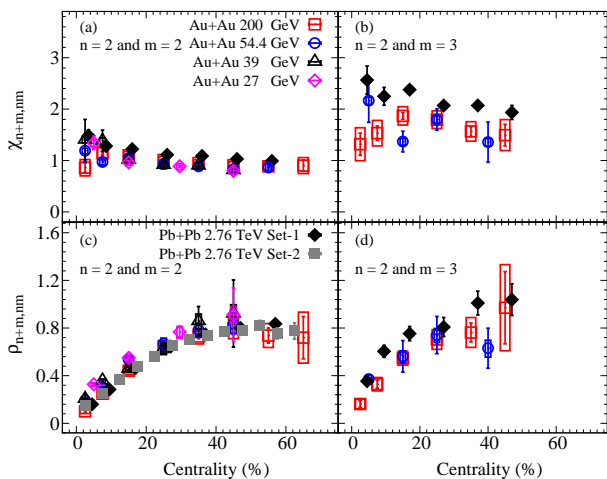 (a)
Au+Au 200 GeV
Au+Au 54.4 GeV
Au+Au 39 GeV
Au+Au 27 GeV
n = 2 and m = 2
(b)
n = 2 and m = 3
3
2
1
0
χn+m,nm
(c)
Pb+Pb 2.76 TeV Set-1
Pb+Pb 2.76 TeV Set-2
n = 2 and m = 2
(d)
n = 2 and m = 3
1.6
1.2
0.8
0.4
0
ρn+m,nm
0 20 40 60
0 20 40 60
Centrality (%)
Centrality (%)